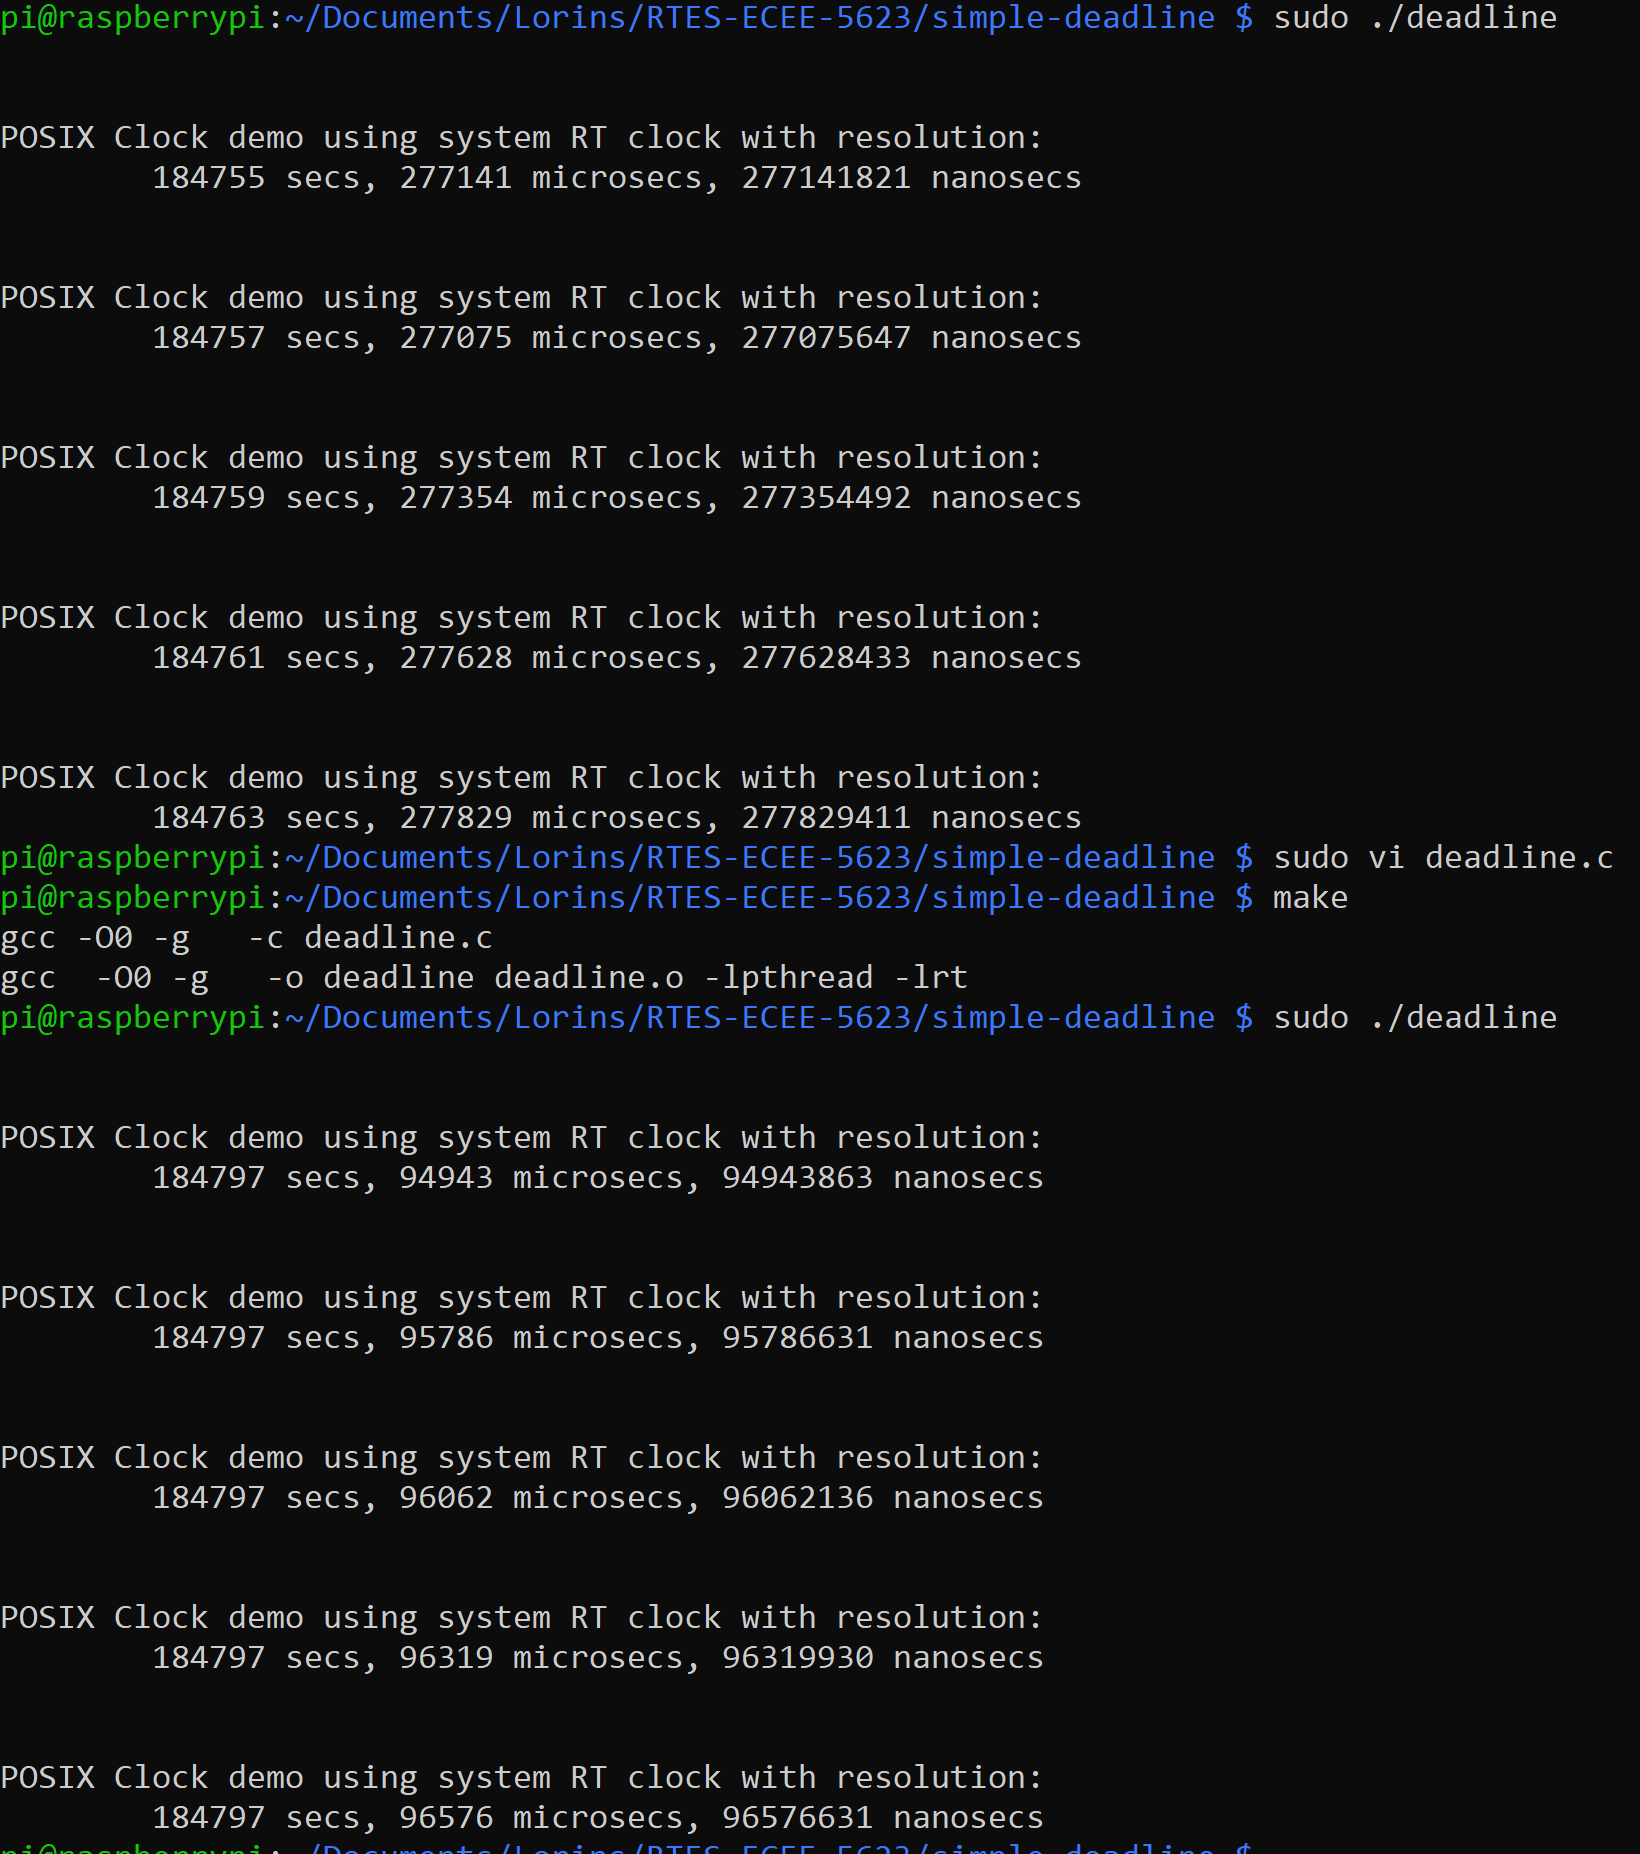 pi@raspberrypi:~/Documents/Lorins/RTES-ECEE-5623/simple-deadline $ sudo ./deadline
POSIX Clock demo using system RT clock with resolution:
184755 secs, 277141 microsecs, 277141821 nanosecs
POSIX Clock demo using system RT clock with resolution:
184757 secs, 277075 microsecs, 277075647 nanosecs
POSIX Clock demo using system RT clock with resolution:
184759 secs, 277354 microsecs, 277354492 nanosecs
POSIX Clock demo using system RT clock with resolution:
184761 secs, 277628 microsecs, 277628433 nanosecs
POSIX Clock demo using system RT clock with resolution:
184763 secs, 277829 microsecs, 277829411 nanosecs
pi@raspberrypi:~/Documents/Lorins/RTES-ECEE-5623/simple-deadline $ sudo vi deadline.c
pi@raspberrypi:~/Documents/Lorins/RTES-ECEE-5623/simple-deadline $ make
gcc -O0 -g   -c deadline.c
gcc  -O0 -g   -o deadline deadline.o -lpthread -lrt
pi@raspberrypi:~/Documents/Lorins/RTES-ECEE-5623/simple-deadline $ sudo ./deadline
POSIX Clock demo using system RT clock with resolution:
184797 secs, 94943 microsecs, 94943863 nanosecs
POSIX Clock demo using system RT clock with resolution:
184797 secs, 95786 microsecs, 95786631 nanosecs
POSIX Clock demo using system RT clock with resolution:
184797 secs, 96062 microsecs, 96062136 nanosecs
POSIX Clock demo using system RT clock with resolution:
184797 secs, 96319 microsecs, 96319930 nanosecs
POSIX Clock demo using system RT clock with resolution:
184797 secs, 96576 microsecs, 96576631 nanosecs
pi@raspberrypi:~/Documents/Lorins/RTES-ECEE-5623/simple-deadline $